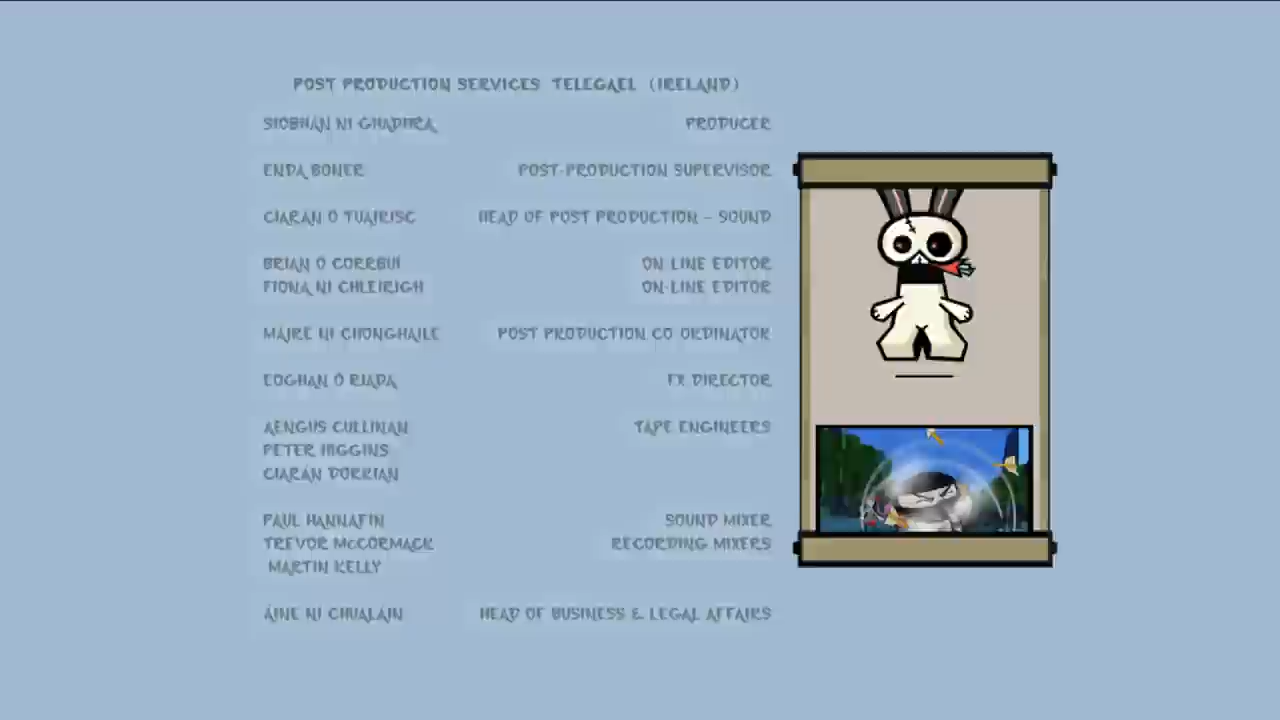 POST PRODUCTION SERVICES TELEGAEL (IRELAND)
SIOBHAN NI GHADHRA PRODUCER
ENDA BONER POST-PRODUCTION SUPERVISOR
CIARAN O TUAIRISC HEAD OF POST PRODUCTION - SOUND
BRIAN O CORRBUI ON LINE EDITOR
FIONA NI CHLEIRIGH ON-LINE EDITOR
MAIRE NI CHONGHAILE POST PRODUCTION CO ORDINATOR
EOGHAN O RIADA FX DIRECTOR
AENGUS CULLINAN TAPE ENGINEERS
PETER HIGGINS
CIARAN DORRIAN
PAUL HANNAFIN SOUND MIXER
TREVOR McCORMACK RECORDING MIXERS
MARTIN KELLY
ÁINE NI CHUALAIN HEAD OF BUSINESS & LEGAL AFFAIRS